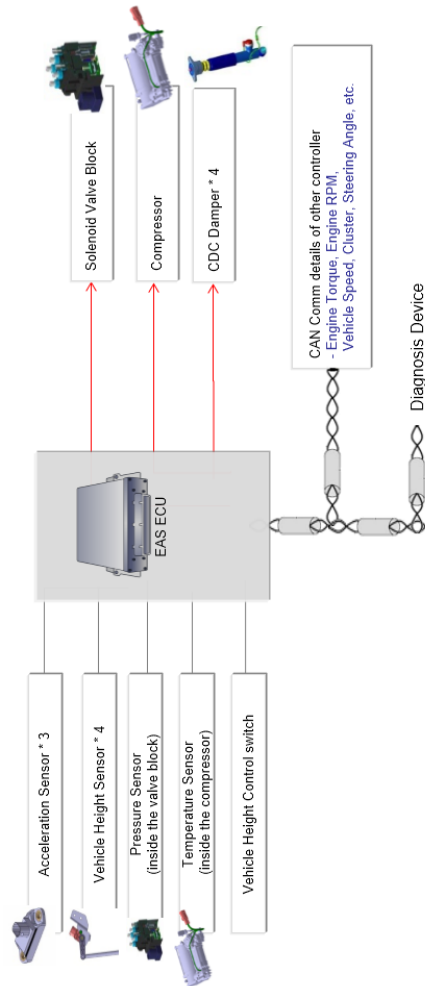 Acceleration Sensor * 3
Vehicle Height Sensor * 4
Pressure Sensor
(inside the valve block)
Temperature Sensor
(inside the compressor)
Vehicle Height Control switch
EAS ECU
Solenoid Valve Block
Compressor
CDC Damper * 4
CAN Comm details of other controller
- Engine Torque, Engine RPM,
Vehicle Speed, Cluster, Steering Angle, etc.
Diagnosis Device